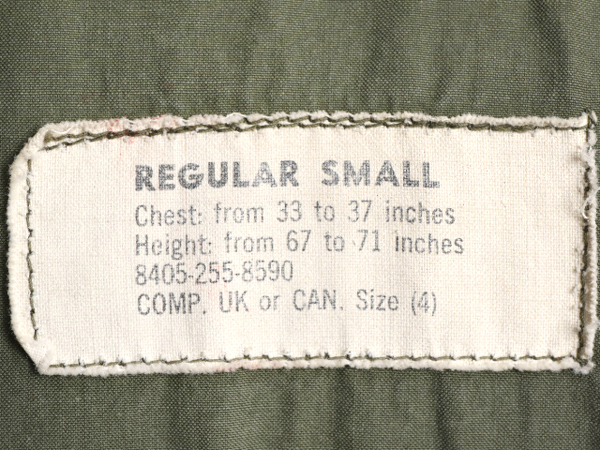 REGULAR SMALL
Chest: from 33 to 37 inches
Height: from 67 to 71 inches
8405-255-8590
COMP. UK or CAN. Size (4)